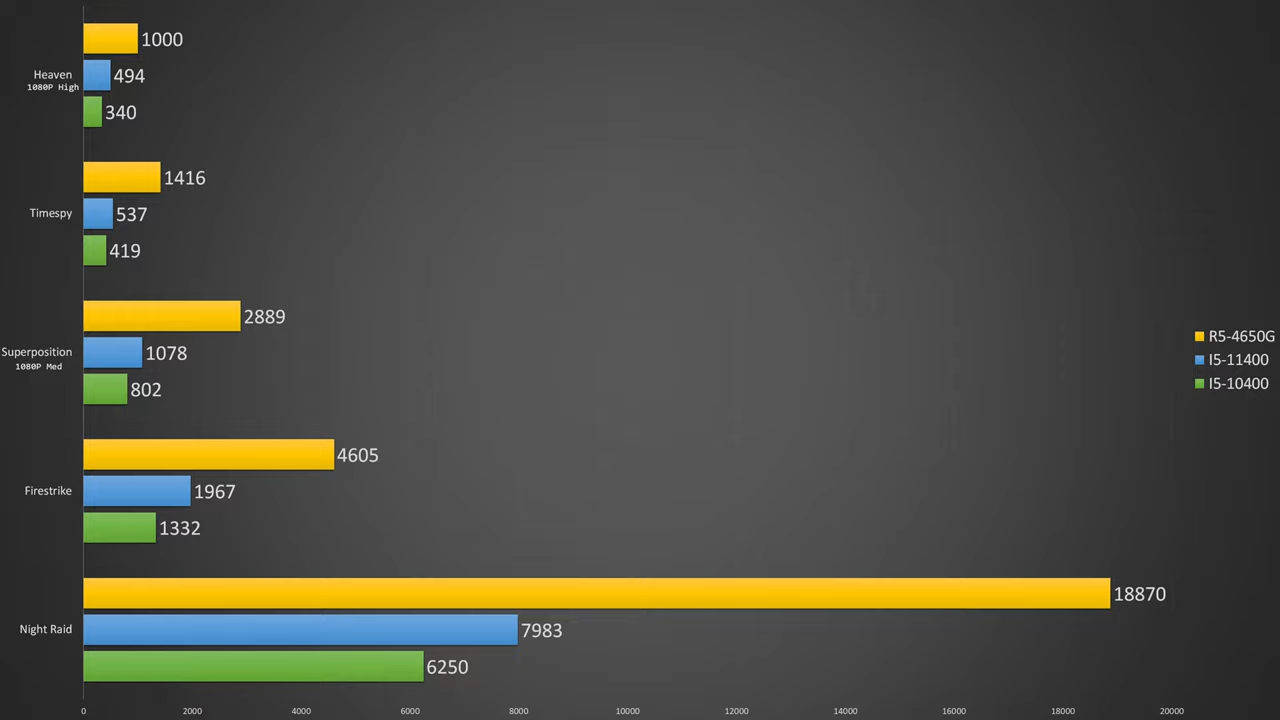 1000
Heaven
1080P High
494
340
1416
Timespy
537
419
2889
Superposition
1080P Med
1078
802
4605
Firestrike
1967
1332
18870
Night Raid
7983
6250
R5-4650G
I5-11400
I5-10400
0 2000 4000 6000 8000 10000 12000 14000 16000 18000 20000